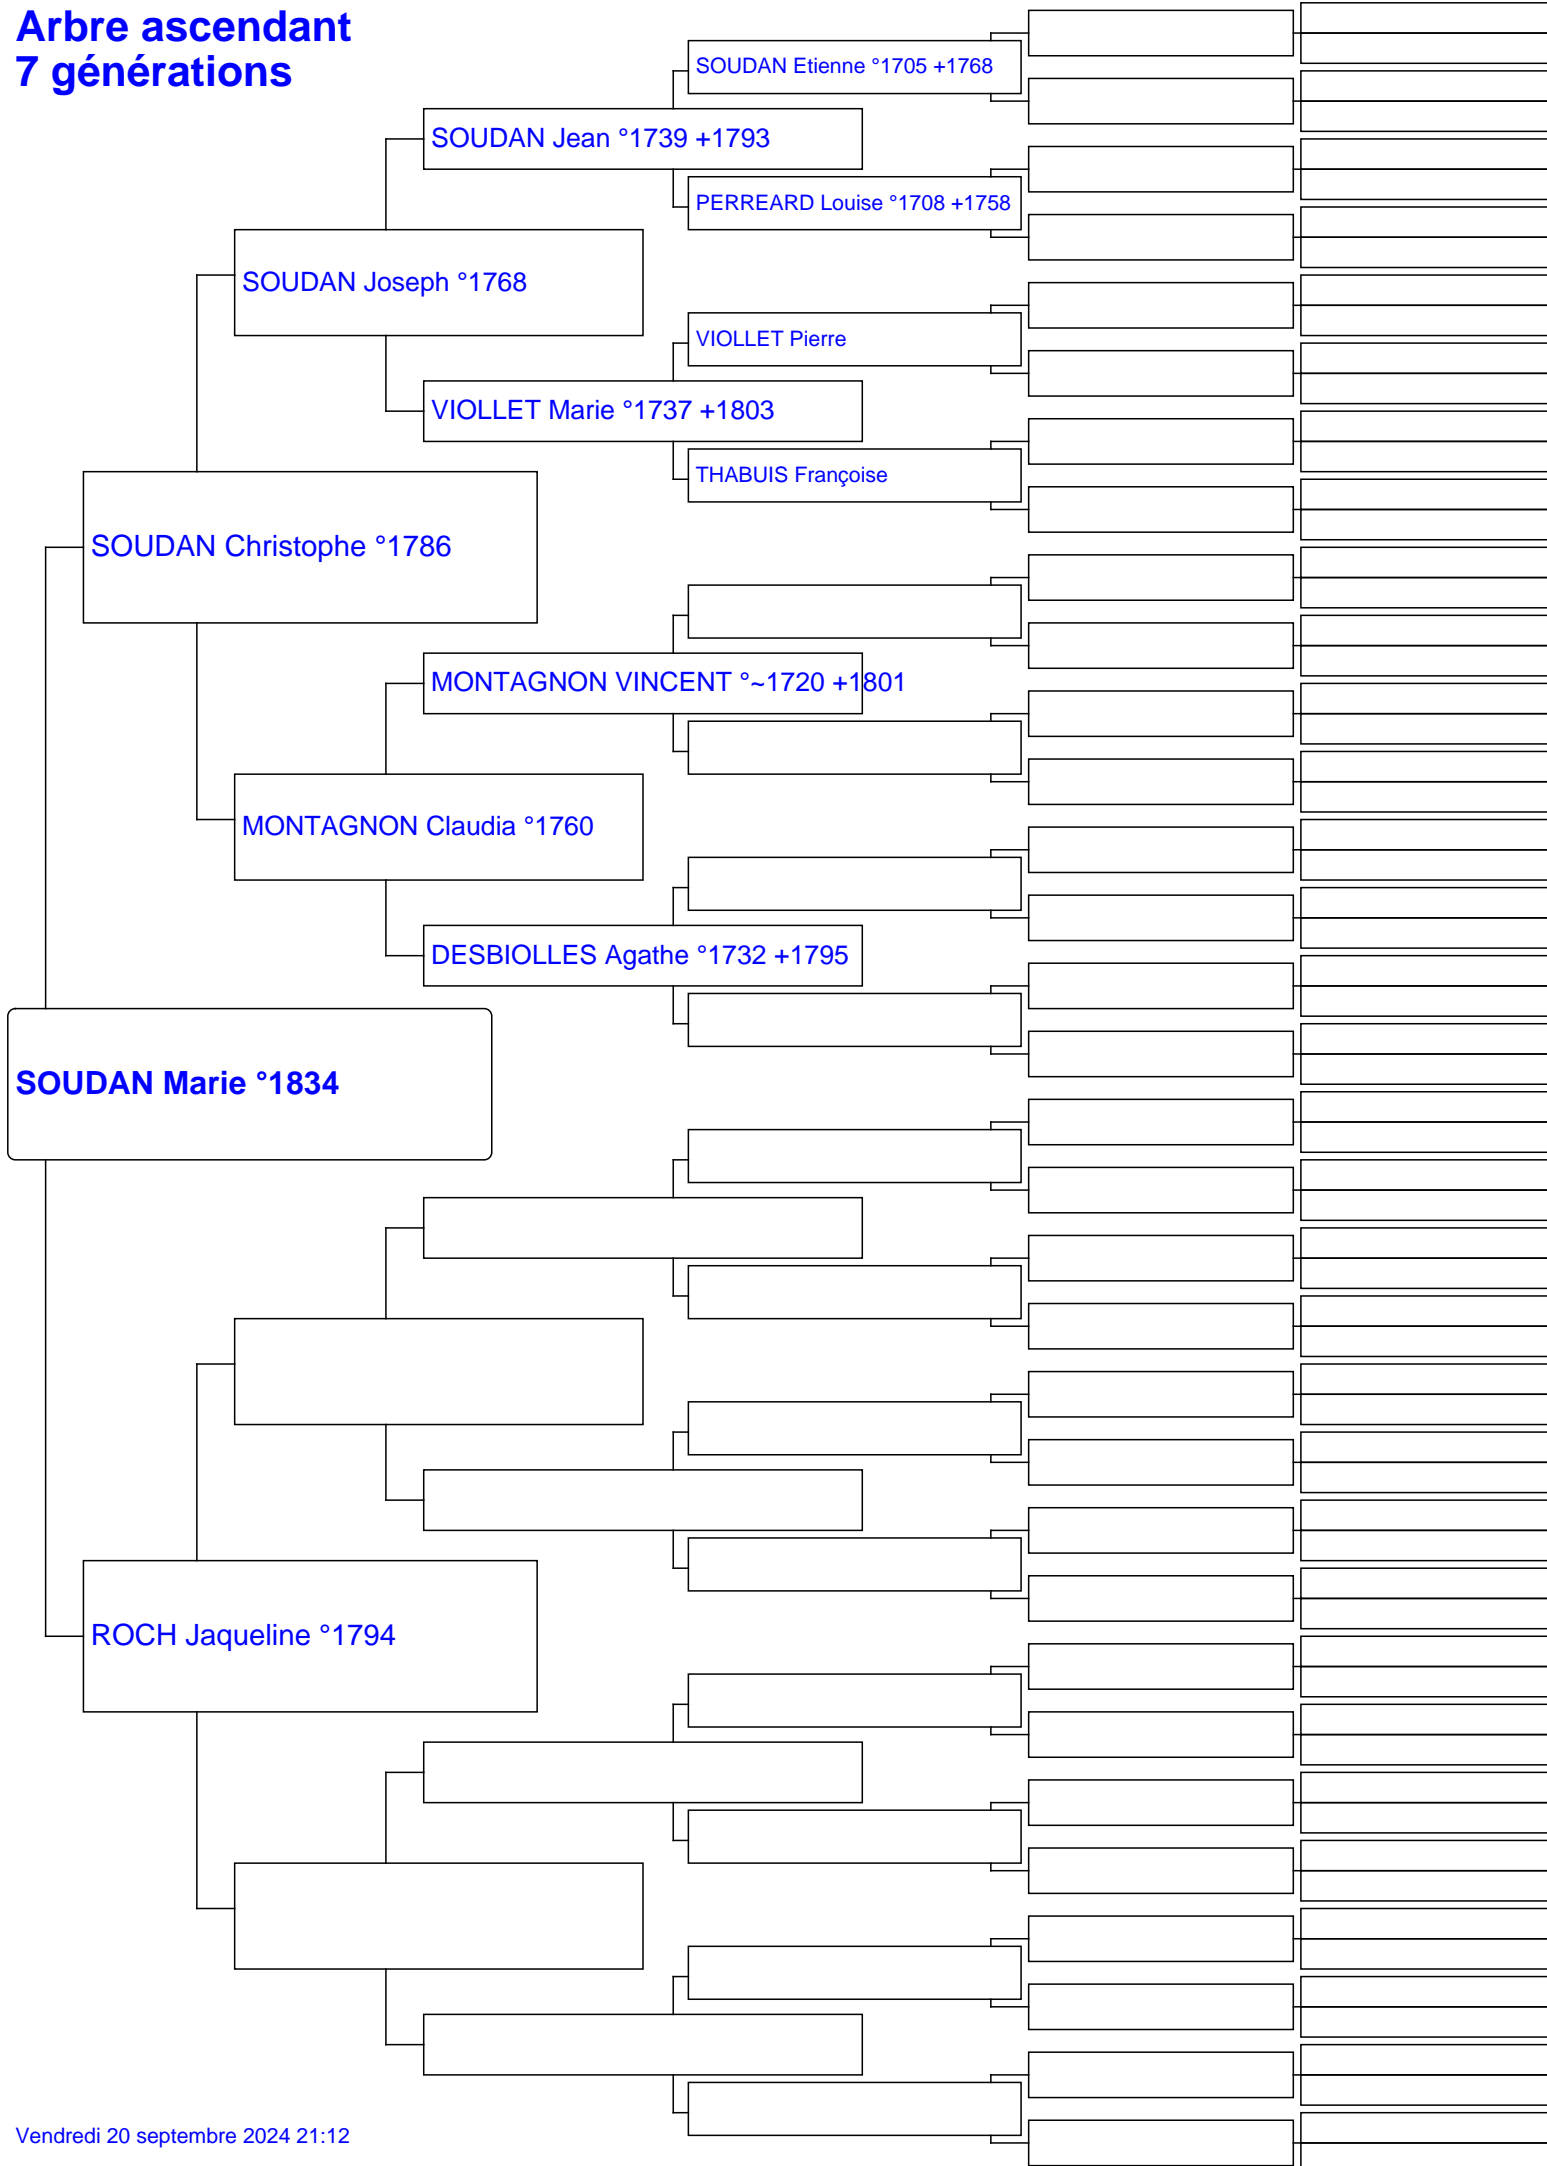 Arbre ascendant
7 générations
SOUDAN Etienne °1705 +1768
SOUDAN Jean °1739 +1793
PERREARD Louise °1708 +1758
SOUDAN Joseph °1768
VIOLLET Pierre
VIOLLET Marie °1737 +1803
THABUIS Françoise
SOUDAN Christophe °1786
MONTAGNON VINCENT °~1720 +1801
MONTAGNON Claudia °1760
DESBIOLLES Agathe °1732 +1795
SOUDAN Marie °1834
ROCH Jaqueline °1794
Vendredi 20 septembre 2024 21:12